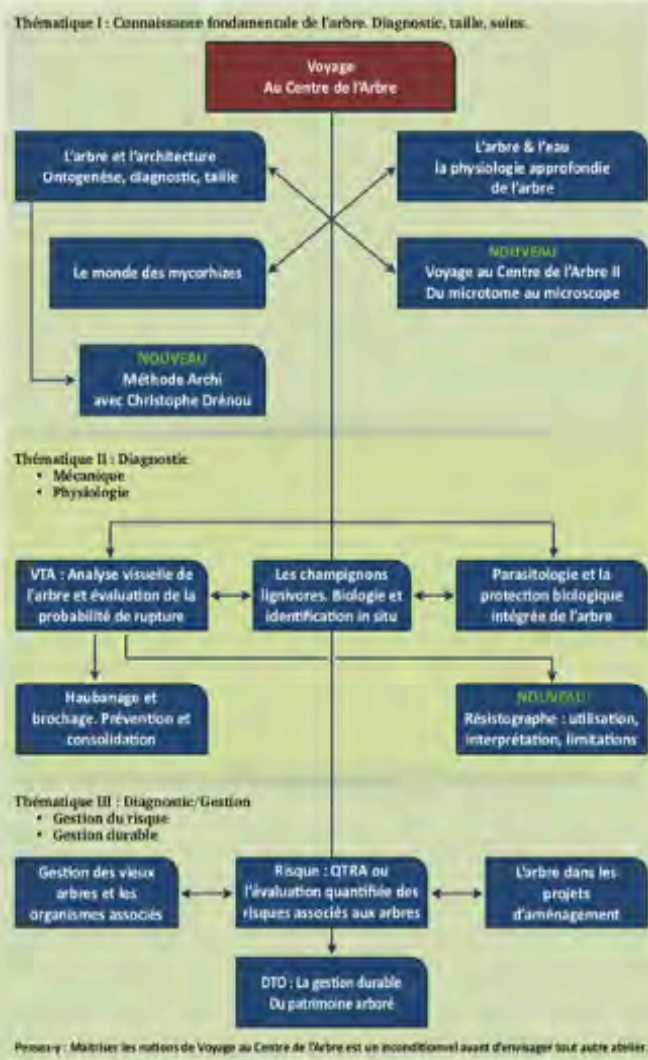 Thématique I : Connaissance fondamentale de l'arbre. Diagnostic, taille, soins.
Voyage
Au Centre de l'Arbre
L'arbre et l'architecture
Ontogenèse, diagnostic, taille
L'arbre & l'eau
la physiologie approfondie
de l'arbre
Le monde des mycorhizes
NOUVEAU
Voyage au Centre de l'Arbre II
Du microtome au microscope
NOUVEAU
Méthode Archi
avec Christophe Drénou
Thématique II : Diagnostic
• Mécanique
• Physiologie
VTA : Analyse visuelle de
l'arbre et évaluation de la
probabilité de rupture
Les champignons
lignivores. Biologie et
identification in situ
Parasitologie et la
protection biologique
intégrée de l'arbre
Haubanage et
brochage. Prévention et
consolidation
NOUVEAU
Résistographe : utilisation,
interprétation, limitations
Thématique III : Diagnostic/Gestion
• Gestion du risque
• Gestion durable
Gestion des vieux
arbres et les
organismes associés
Risque : QTRA ou
l'évaluation quantifiée des
risques associés aux arbres
L'arbre dans les
projets
d'aménagement
DTD : La gestion durable
Du patrimoine arboré
Pensez-y : Maitriser les notions de Voyage au Centre de l'Arbre est un inconditionnel avant d'envisager tout autre atelier.